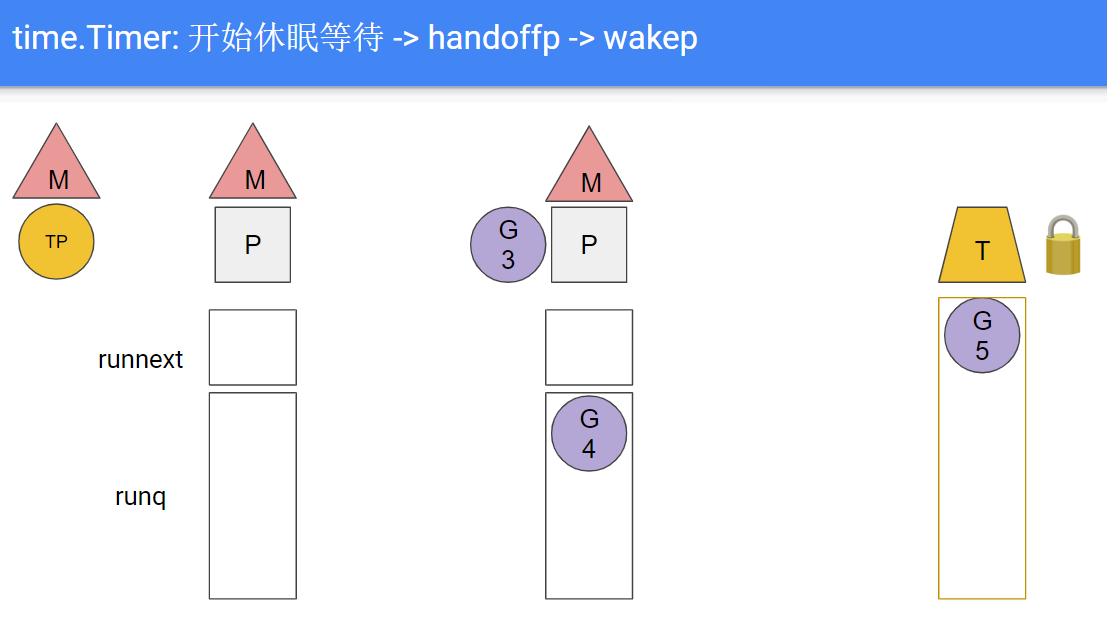 time.Timer: 开始休眠等待 -> handoffp -> wakep
M
M
M
TP
P
G
3
P
T
G
5
runnext
G
4
runq